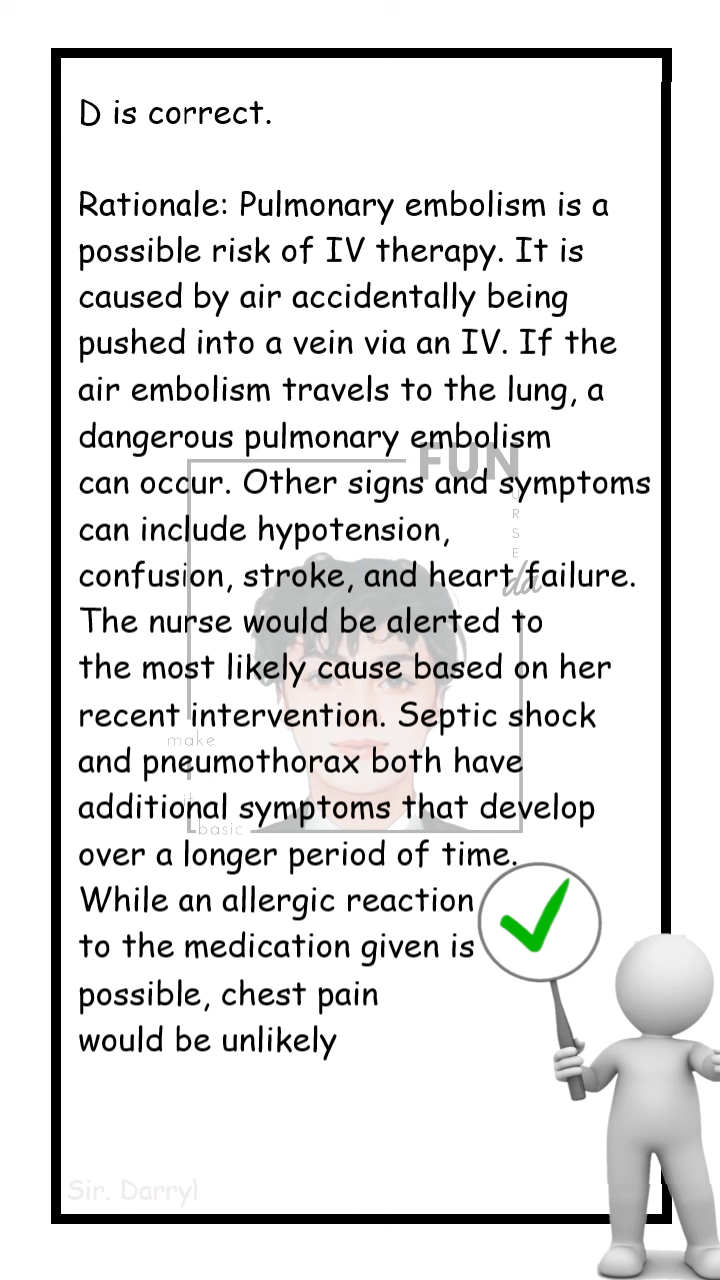 D is correct.
Rationale: Pulmonary embolism is a
possible risk of IV therapy. It is
caused by air accidentally being
pushed into a vein via an IV. If the
air embolism travels to the lung, a
dangerous pulmonary embolism
FUN
can occur. Other signs and symptoms
can include hypotension,
confusion, stroke, and heart failure.
da
The nurse would be alerted to
the most likely cause based on her
recent intervention. Septic shock
make
and pneumothorax both have
it
additional symptoms that develop
basic
over a longer period of time.
While an allergic reaction
to the medication given is
possible, chest pain
would be unlikely
Sir. Darryl